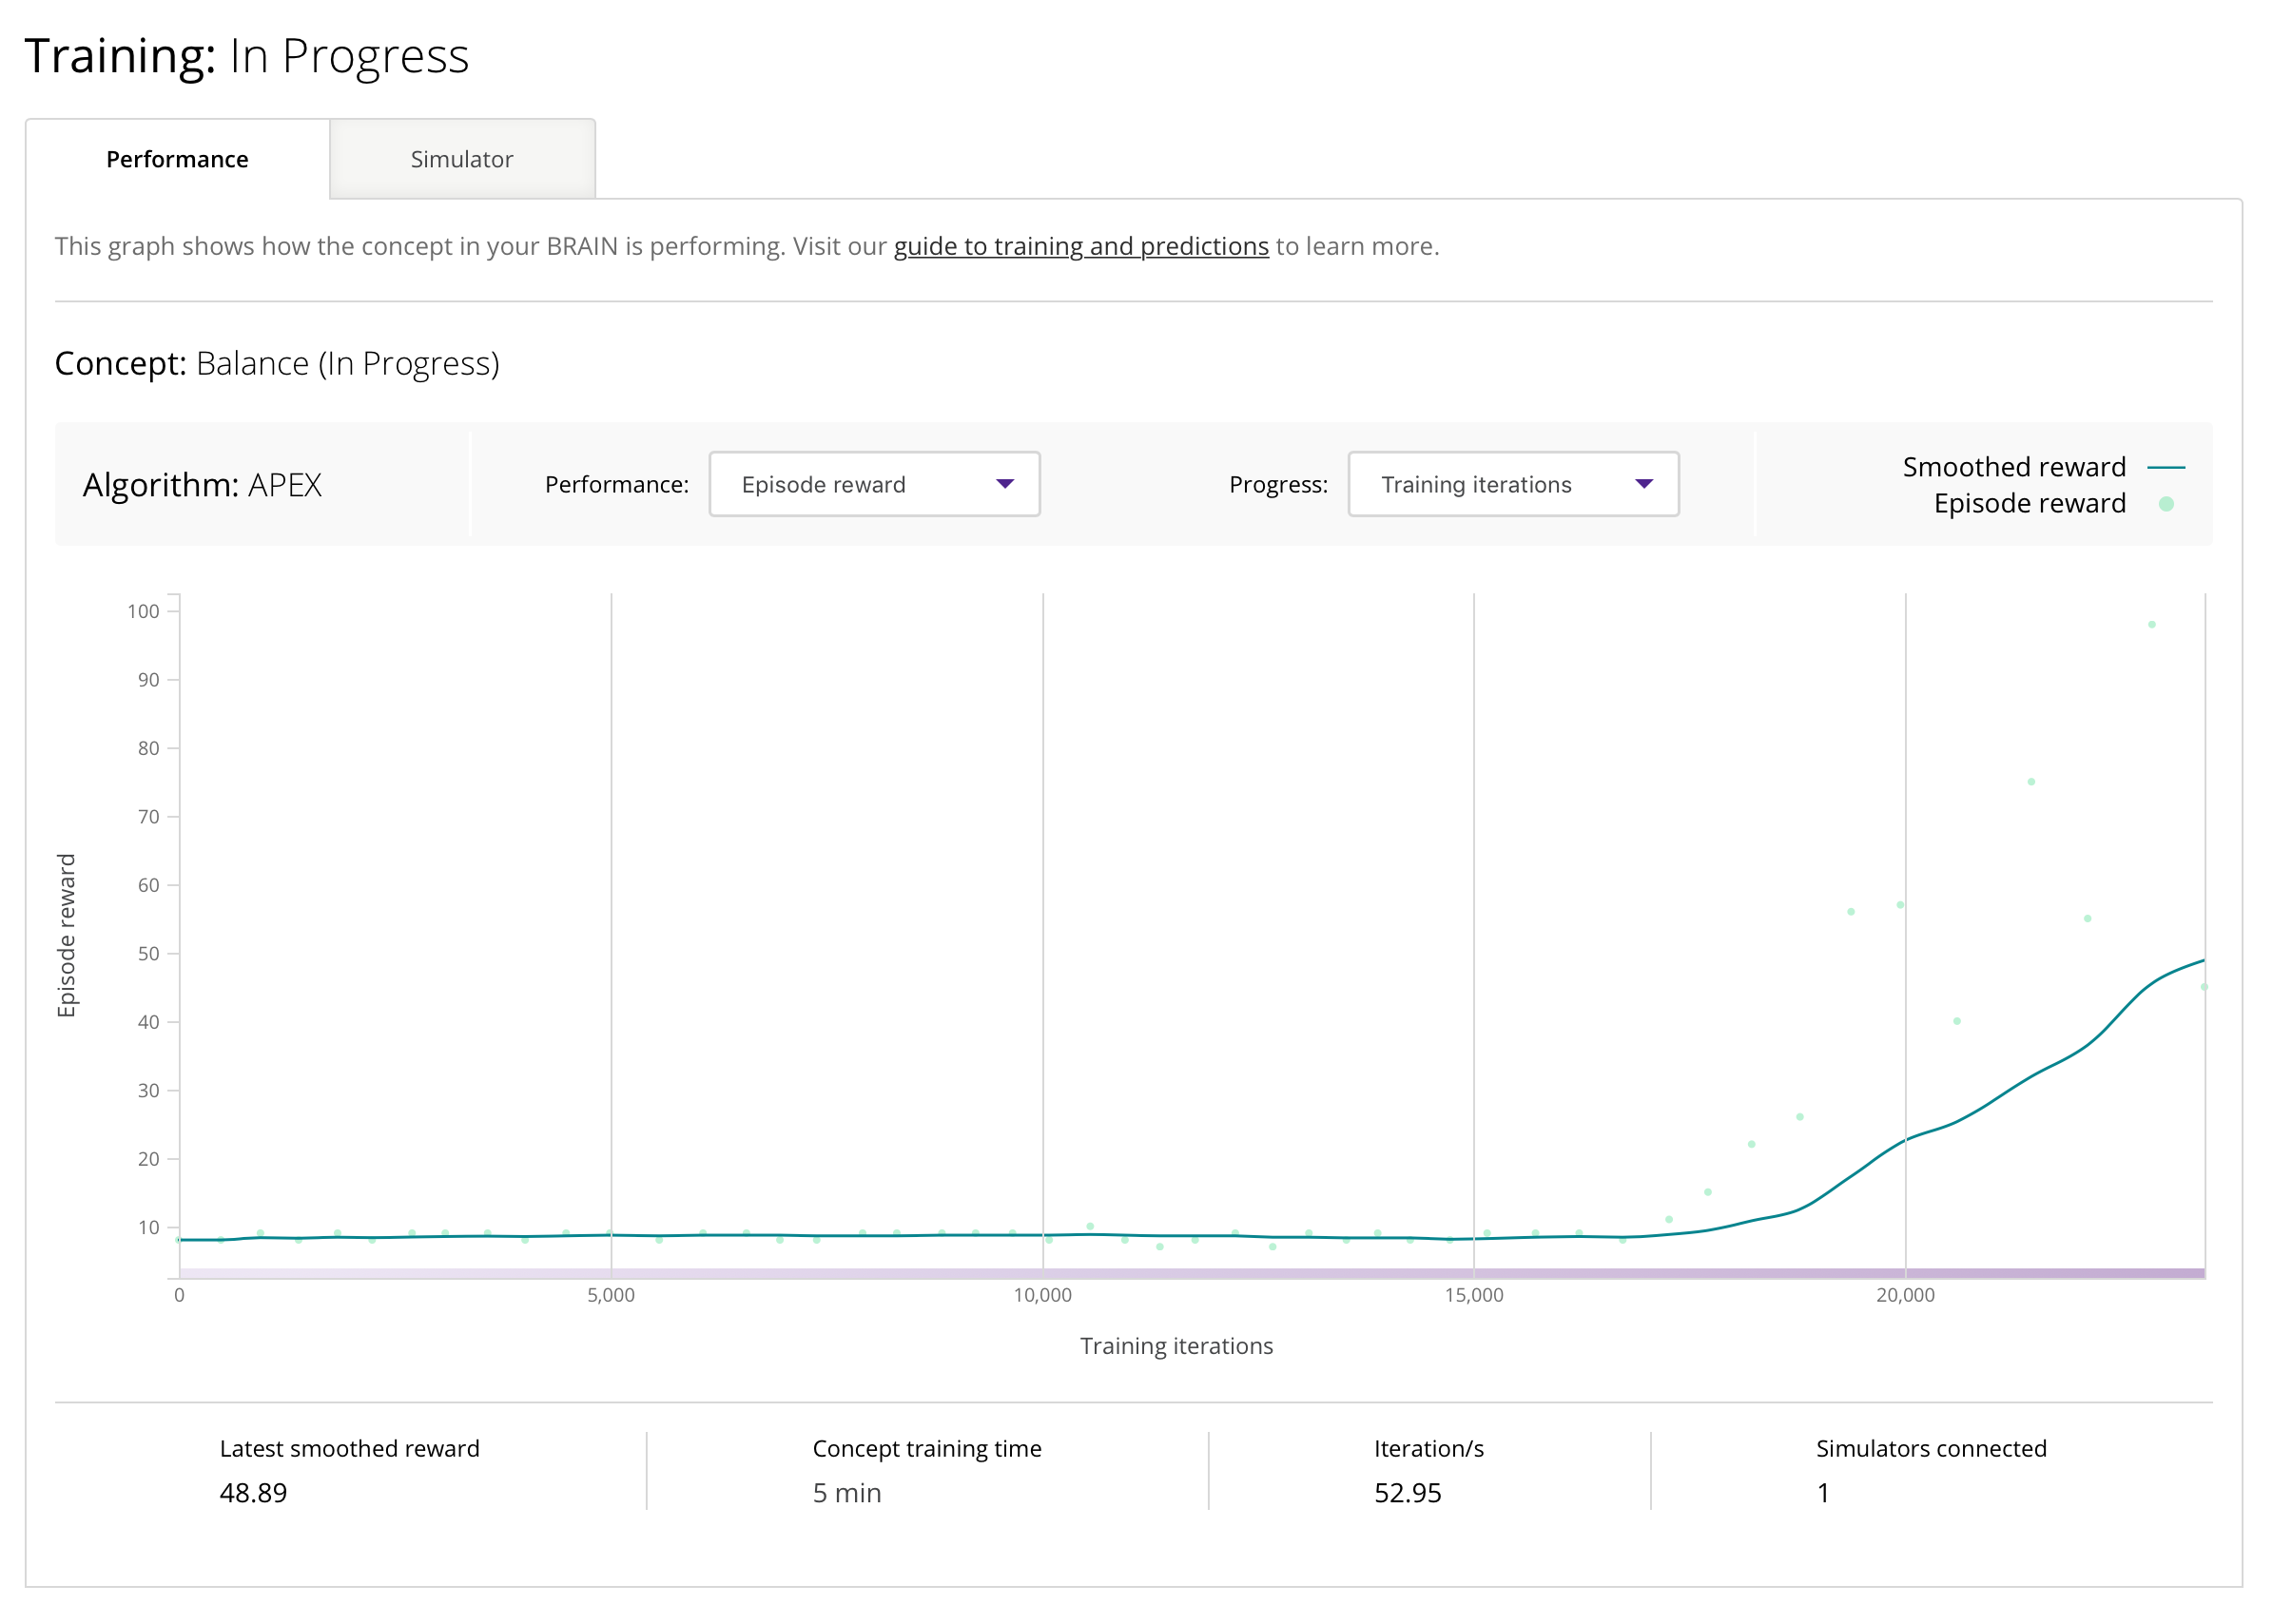 Training: In Progress
Performance
Simulator
This graph shows how the concept in your BRAIN is performing. Visit our guide to training and predictions to learn more.
Concept: Balance (In Progress)
Algorithm: APEX
Performance:
Episode reward
Progress:
Training iterations
Smoothed reward
Episode reward
100
90
80
70
60
50
40
30
20
10
Episode reward
0
5,000
10,000
15,000
20,000
Training iterations
Latest smoothed reward
48.89
Concept training time
5 min
Iteration/s
52.95
Simulators connected
1